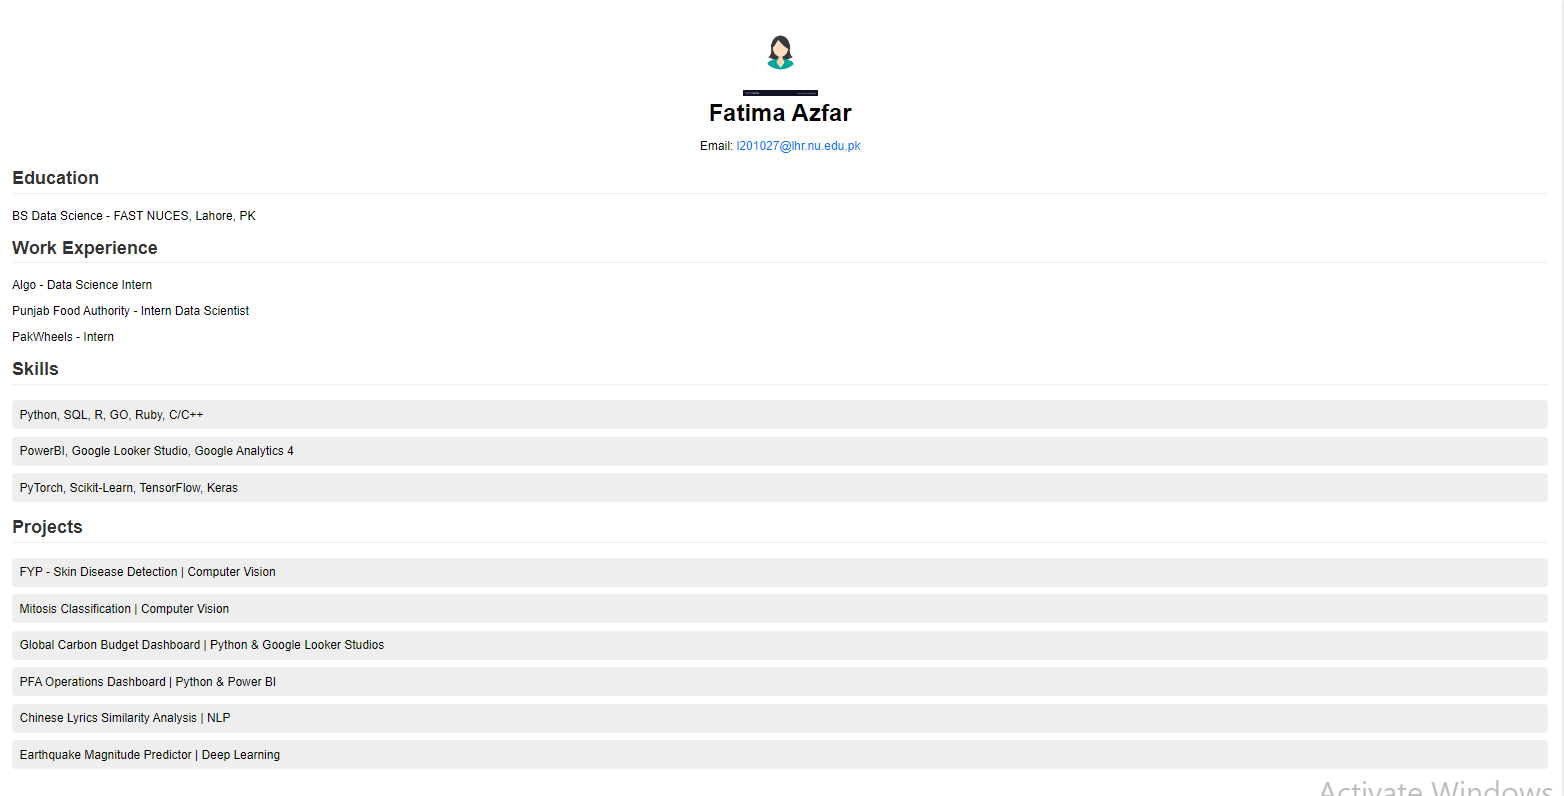 Fatima Azfar
Email: l201027@lhr.nu.edu.pk
Education
BS Data Science - FAST NUCES, Lahore, PK
Work Experience
Algo - Data Science Intern
Punjab Food Authority - Intern Data Scientist
PakWheels - Intern
Skills
Python, SQL, R, GO, Ruby, C/C++
PowerBI, Google Looker Studio, Google Analytics 4
PyTorch, Scikit-Learn, TensorFlow, Keras
Projects
FYP - Skin Disease Detection | Computer Vision
Mitosis Classification | Computer Vision
Global Carbon Budget Dashboard | Python & Google Looker Studios
PFA Operations Dashboard | Python & Power BI
Chinese Lyrics Similarity Analysis | NLP
Earthquake Magnitude Predictor | Deep Learning
Activate Windows